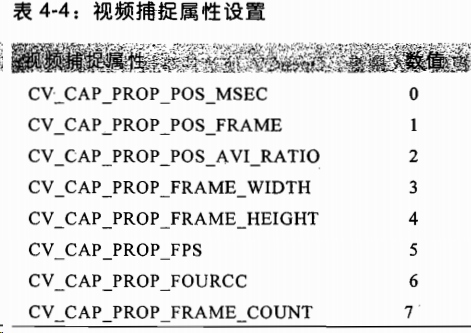 表 4-4：视频捕捉属性设置
视频捕捉属性 数值
CV_CAP_PROP_POS_MSEC 0
CV_CAP_PROP_POS_FRAME 1
CV_CAP_PROP_POS_AVI_RATIO 2
CV_CAP_PROP_FRAME_WIDTH 3
CV_CAP_PROP_FRAME_HEIGHT 4
CV_CAP_PROP_FPS 5
CV_CAP_PROP_FOURCC 6
CV_CAP_PROP_FRAME_COUNT 7